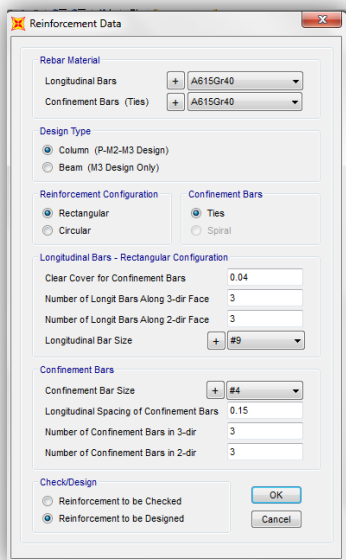 Reinforcement Data
Rebar Material
Longitudinal Bars + A615Gr40
Confinement Bars (Ties) + A615Gr40
Design Type
Column (P-M2-M3 Design)
Beam (M3 Design Only)
Reinforcement Configuration
Rectangular
Circular
Confinement Bars
Ties
Spiral
Longitudinal Bars - Rectangular Configuration
Clear Cover for Confinement Bars 0.04
Number of Longit Bars Along 3-dir Face 3
Number of Longit Bars Along 2-dir Face 3
Longitudinal Bar Size + #9
Confinement Bars
Confinement Bar Size + #4
Longitudinal Spacing of Confinement Bars 0.15
Number of Confinement Bars in 3-dir 3
Number of Confinement Bars in 2-dir 3
Check/Design
Reinforcement to be Checked
Reinforcement to be Designed
OK
Cancel